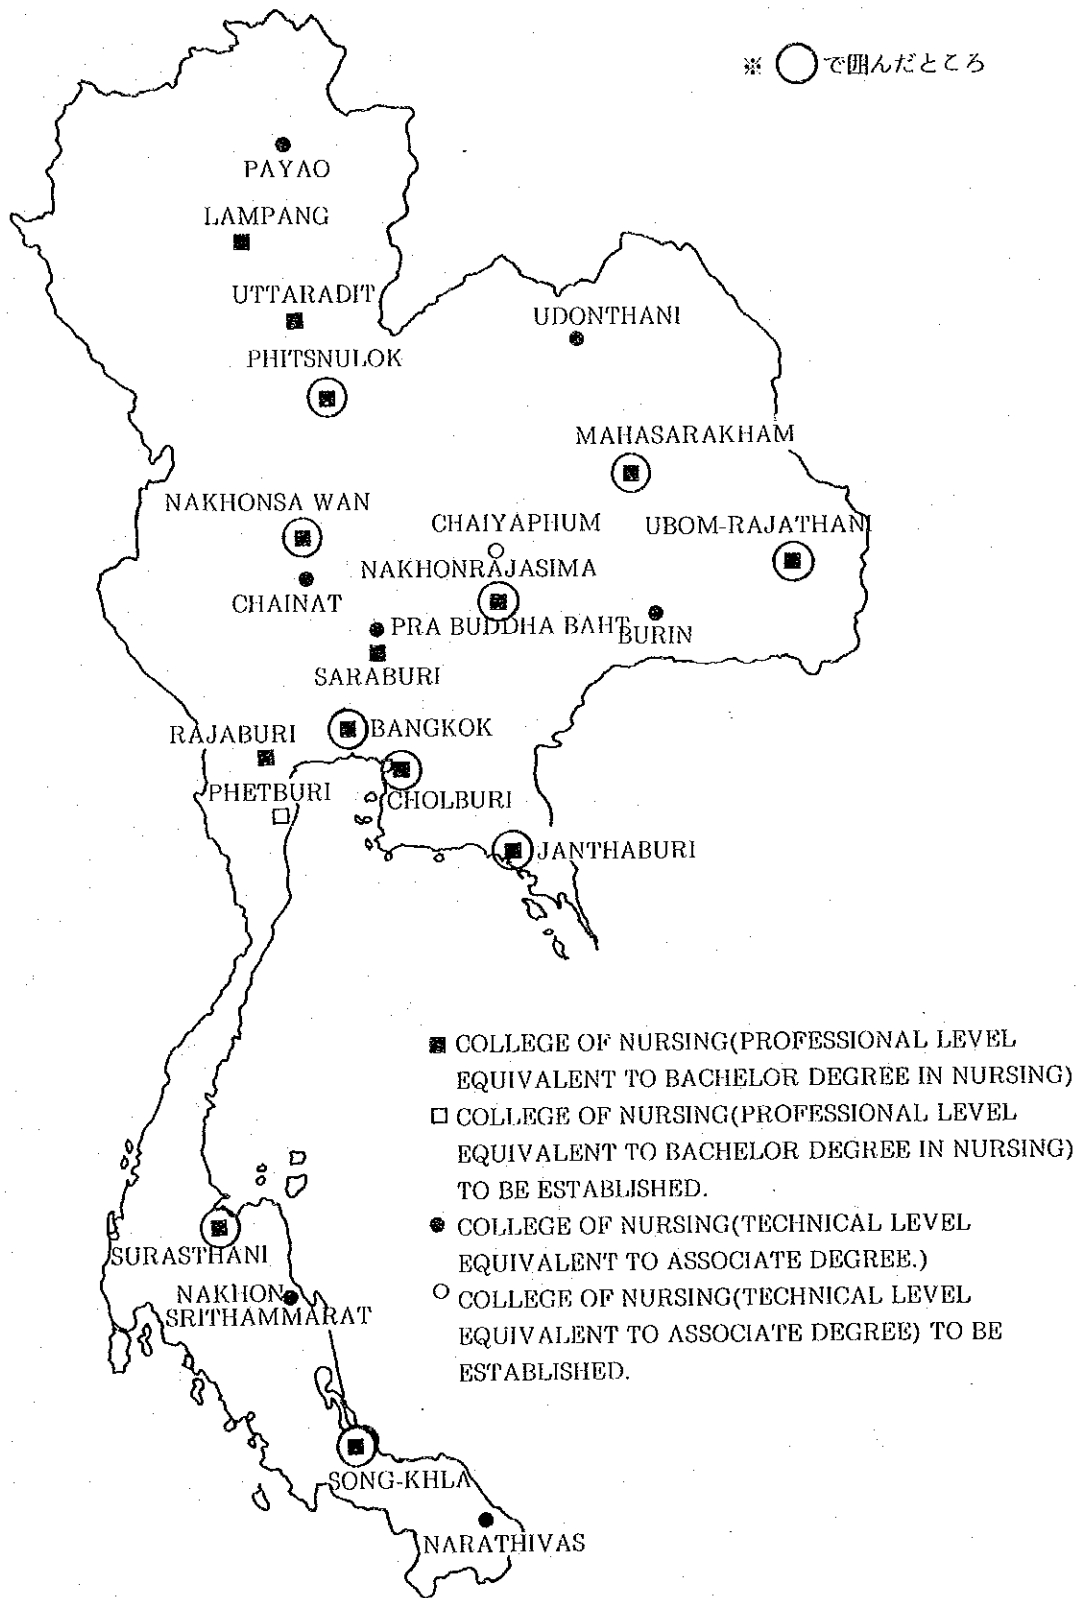 ※ ◯で囲んだところ
PAYAO
LAMPANG
UTTARADIT
UDONTHANI
PHITSNULOK
MAHASARAKHAM
NAKHONSA WAN
CHAIYAPHUM
UBOM-RAJATHANI
NAKHONRAJASIMA
CHAINAT
PRA BUDDHA BAHT
BURIN
SARABURI
RAJABURI
BANGKOK
PHETBURI
CHOLBURI
JANTHABURI
■ COLLEGE OF NURSING(PROFESSIONAL LEVEL
EQUIVALENT TO BACHELOR DEGREE IN NURSING)
□ COLLEGE OF NURSING(PROFESSIONAL LEVEL
EQUIVALENT TO BACHELOR DEGREE IN NURSING)
TO BE ESTABLISHED.
● COLLEGE OF NURSING(TECHNICAL LEVEL
EQUIVALENT TO ASSOCIATE DEGREE.)
○ COLLEGE OF NURSING(TECHNICAL LEVEL
EQUIVALENT TO ASSOCIATE DEGREE) TO BE
ESTABLISHED.
SURASTHANI
NAKHON
SRITHAMMARAT
SONG-KHLA
NARATHIVAS